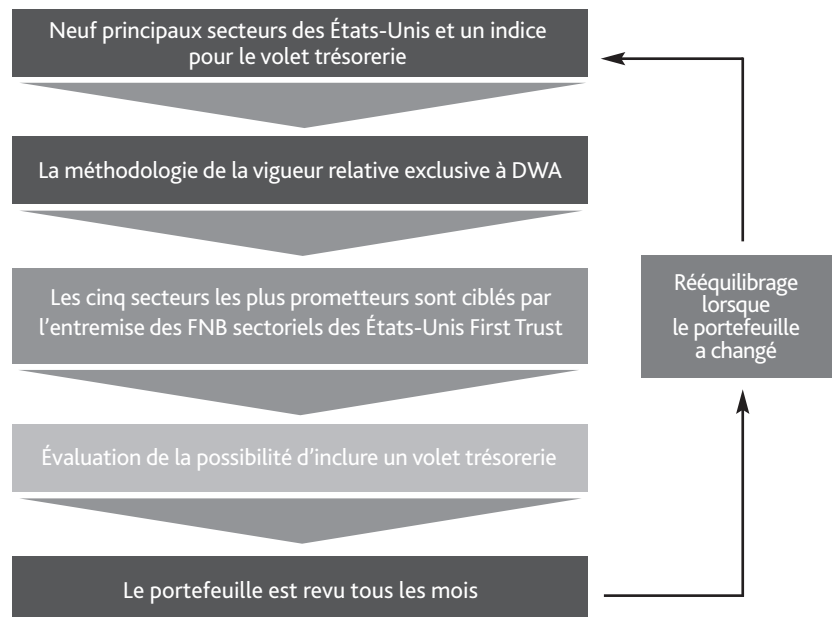 Neuf principaux secteurs des États-Unis et un indice
pour le volet trésorerie
La méthodologie de la vigueur relative exclusive à DWA
Les cinq secteurs les plus prometteurs sont ciblés par
l'entremise des FNB sectoriels des États-Unis First Trust
Évaluation de la possibilité d'inclure un volet trésorerie
Le portefeuille est revu tous les mois
Rééquilibrage
lorsque
le portefeuille
a changé